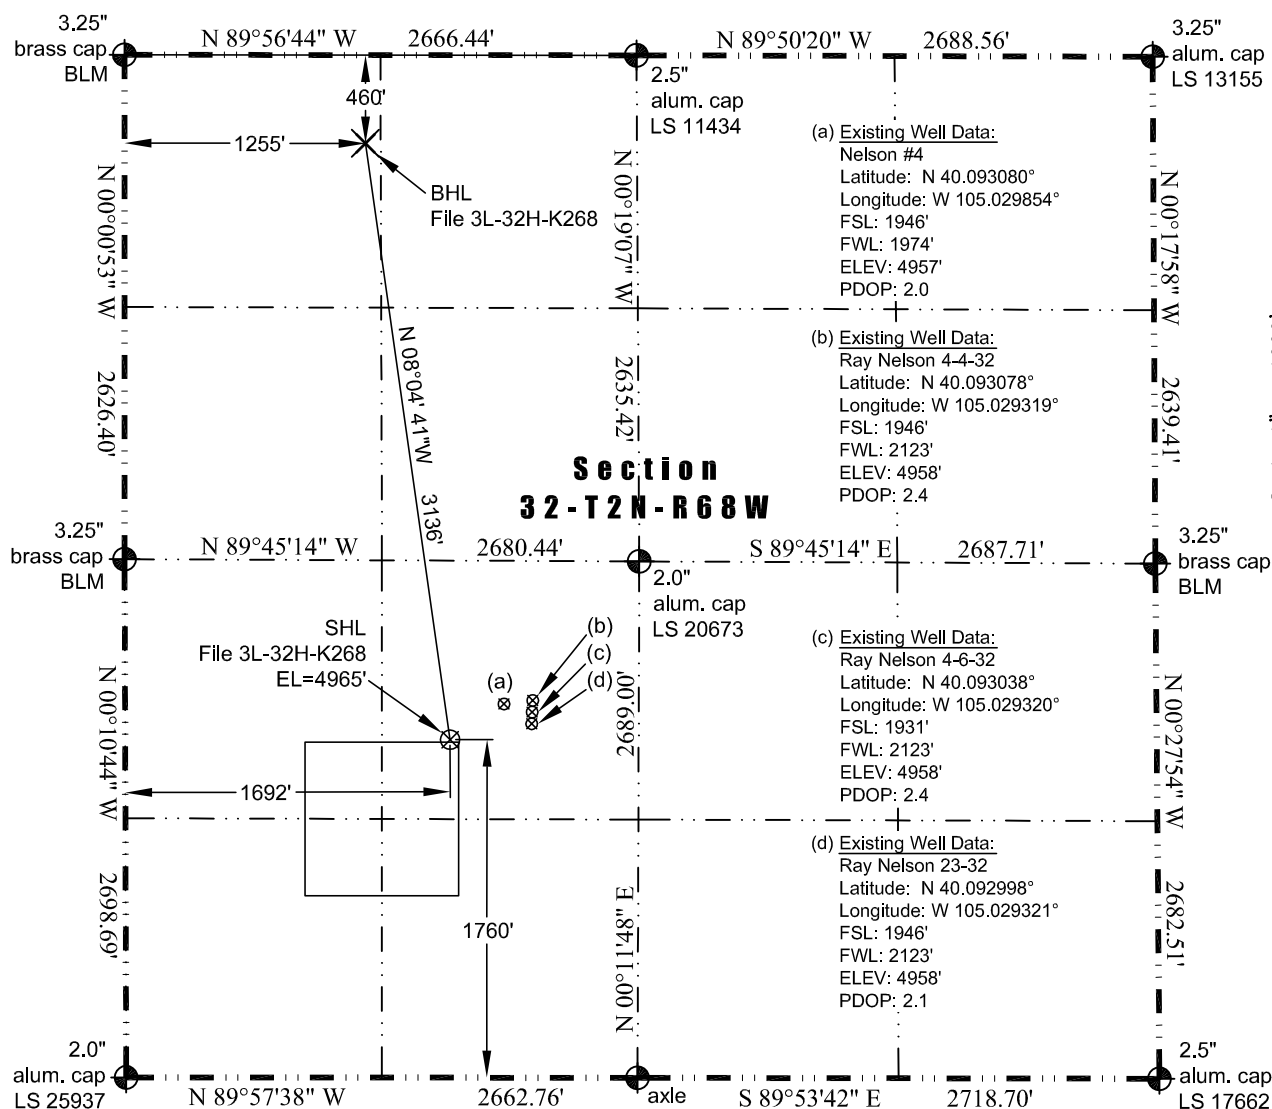 3.25"
brass cap
BLM
N 89°56'44" W 2666.44'
N 89°50'20" W 2688.56'
3.25"
alum. cap
LS 13155
2.5"
alum. cap
LS 11434
460'
1255'
BHL
File 3L-32H-K268
N 00°00'53" W
2626.40'
N 00°19'07" W
2635.42'
N 00°17'58" W
2639.41'
(a) Existing Well Data:
Nelson #4
Latitude: N 40.093080°
Longitude: W 105.029854°
FSL: 1946'
FWL: 1974'
ELEV: 4957'
PDOP: 2.0
(b) Existing Well Data:
Ray Nelson 4-4-32
Latitude: N 40.093078°
Longitude: W 105.029319°
FSL: 1946'
FWL: 2123'
ELEV: 4958'
PDOP: 2.4
N 08°04' 41"W
3136'
Section
32-T2N-R68W
3.25"
brass cap
BLM
N 89°45'14" W 2680.44'
S 89°45'14" E 2687.71'
3.25"
brass cap
BLM
2.0"
alum. cap
LS 20673
SHL
File 3L-32H-K268
EL=4965'
(a)
(b)
(c)
(d)
N 00°10'44" W
2698.69'
2689.00'
N 00°11'48" E
N 00°27'54" W
2682.51'
1692'
1760'
(c) Existing Well Data:
Ray Nelson 4-6-32
Latitude: N 40.093038°
Longitude: W 105.029320°
FSL: 1931'
FWL: 2123'
ELEV: 4958'
PDOP: 2.4
(d) Existing Well Data:
Ray Nelson 23-32
Latitude: N 40.092998°
Longitude: W 105.029321°
FSL: 1946'
FWL: 2123'
ELEV: 4958'
PDOP: 2.1
2.0"
alum. cap
LS 25937
N 89°57'38" W 2662.76'
axle
S 89°53'42" E 2718.70'
2.5"
alum. cap
LS 17662